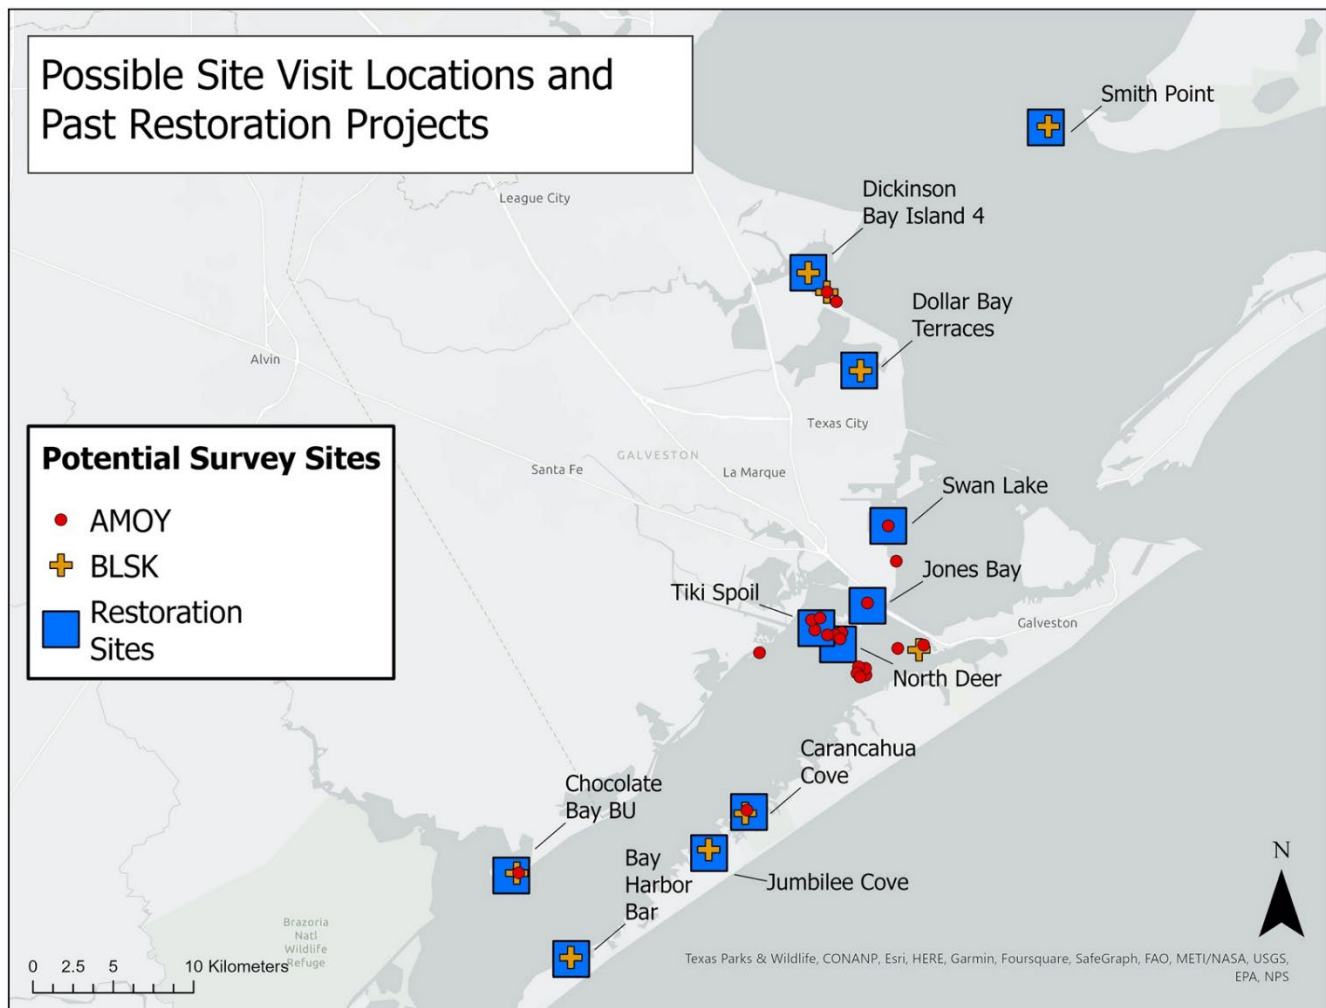 Possible Site Visit Locations and
Past Restoration Projects
Smith Point
League City
Dickinson
Bay Island 4
Dollar Bay
Terraces
Alvin
Texas City
Potential Survey Sites
AMOY
BLSK
Restoration
Sites
GALVESTON
Santa Fe
La Marque
Swan Lake
Jones Bay
Tiki Spoil
Galveston
North Deer
Carancahua
Cove
Chocolate
Bay BU
Bay
Harbor
Bar
Jumbilee Cove
N
Brazoria
Natl
Wildlife
Refuge
0 2.5 5 10 Kilometers
Texas Parks & Wildlife, CONANP, Esri, HERE, Garmin, Foursquare, SafeGraph, FAO, METI/NASA, USGS,
EPA, NPS